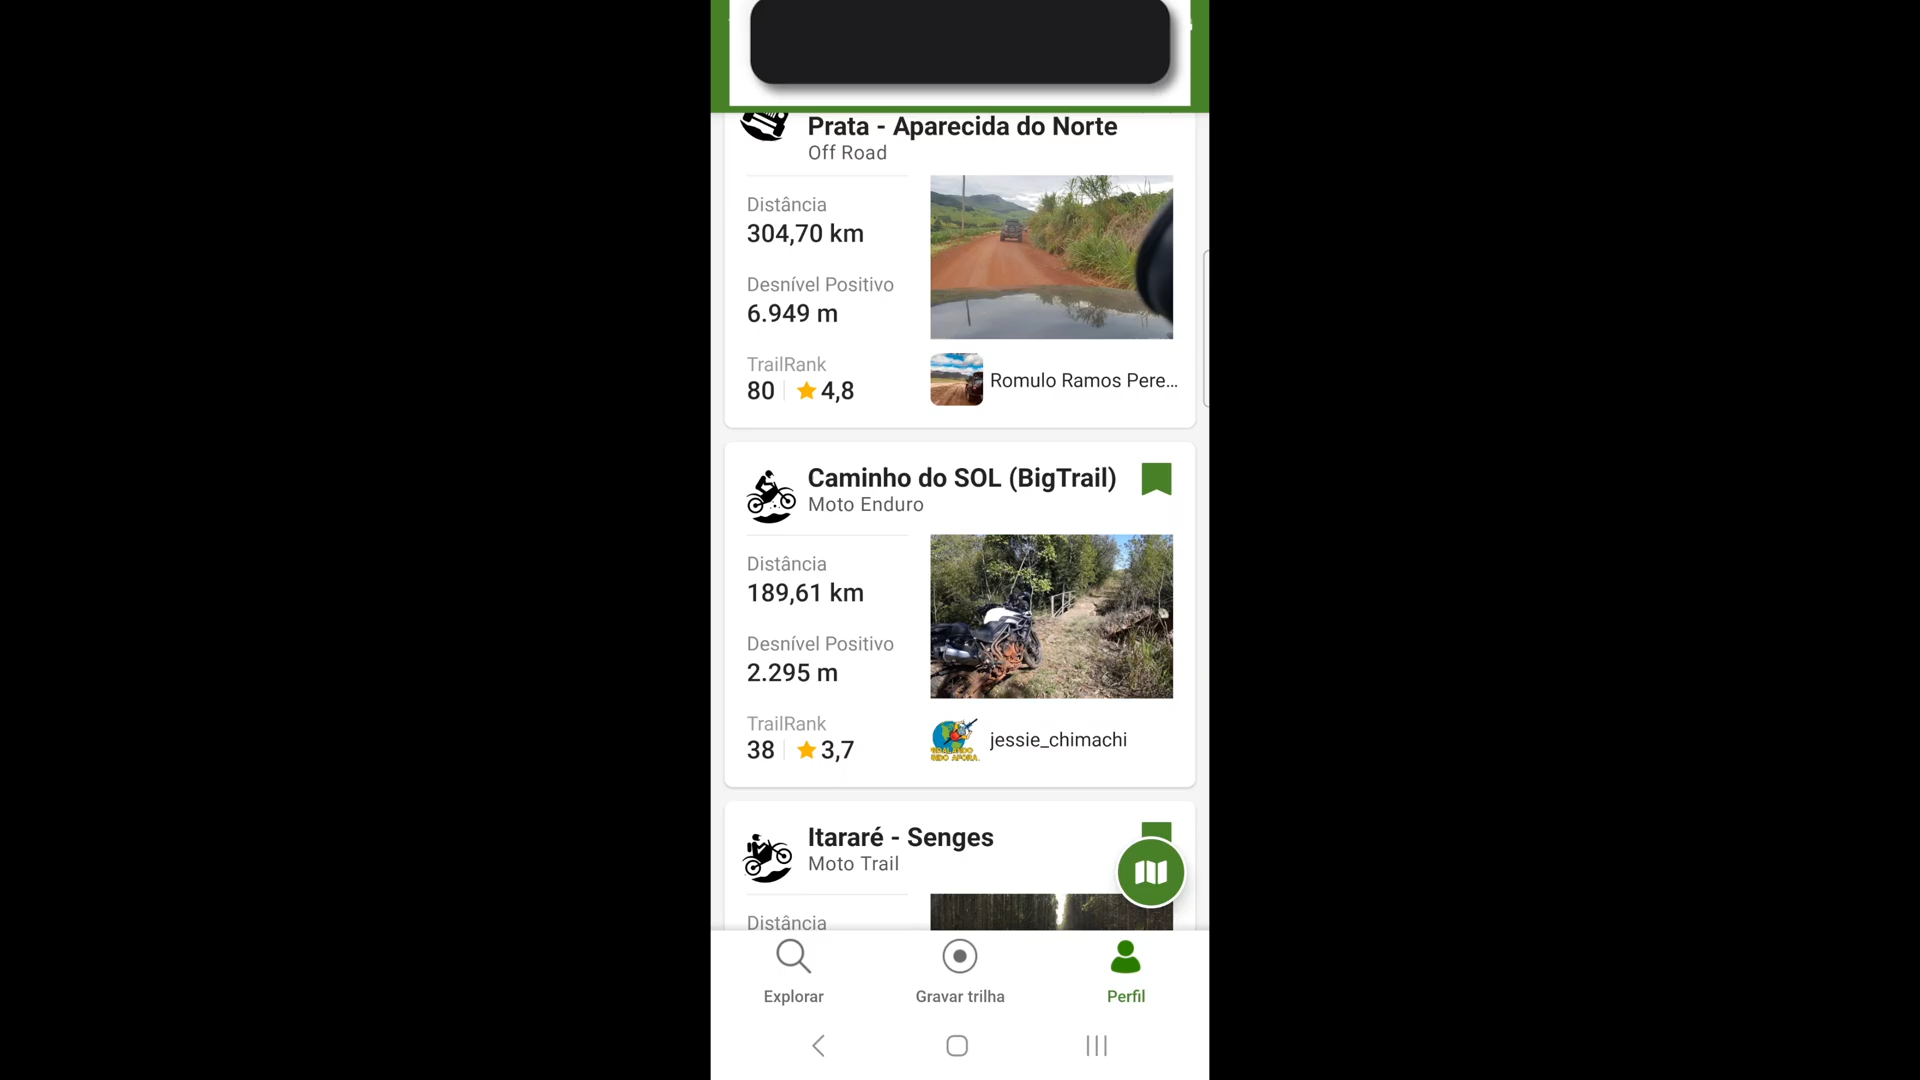 Prata - Aparecida do Norte
Off Road
Distância
304,70 km
Desnível Positivo
6.949 m
TrailRank
80 4,8
Romulo Ramos Pere...
Caminho do SOL (BigTrail)
Moto Enduro
Distância
189,61 km
Desnível Positivo
2.295 m
TrailRank
38 3,7
jessie_chimachi
Itararé - Senges
Moto Trail
Distância
Explorar
Gravar trilha
Perfil